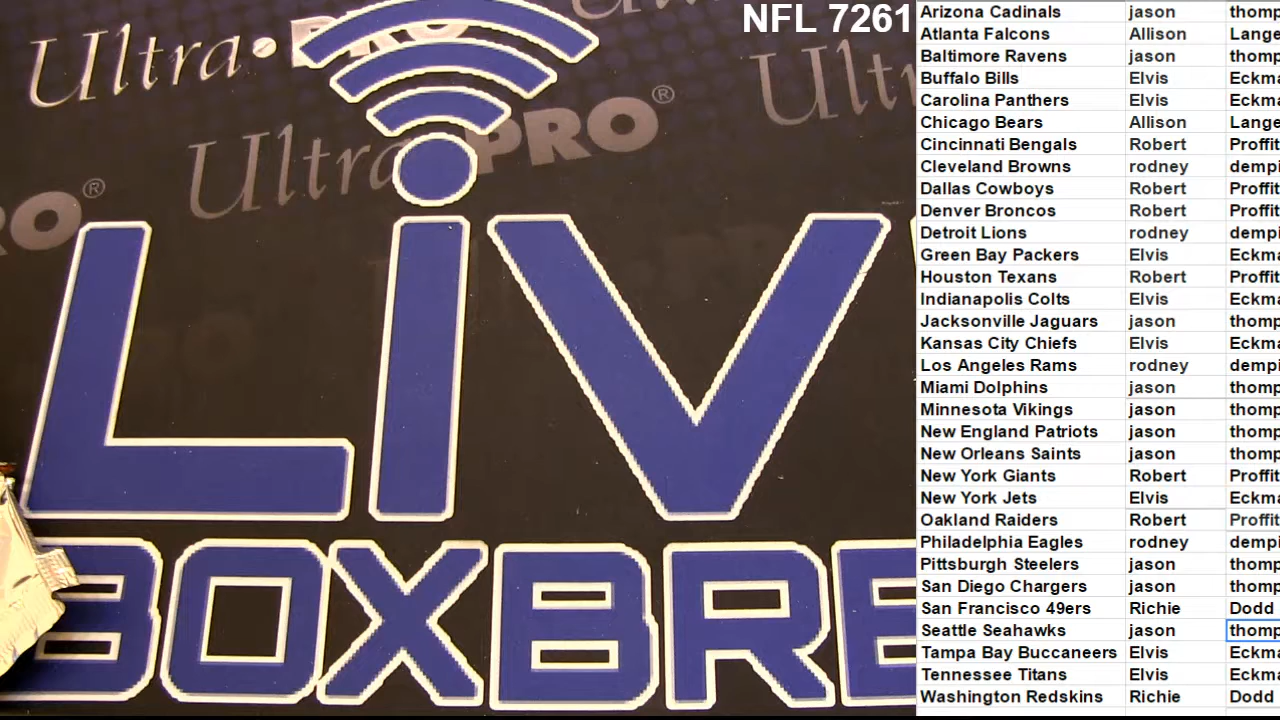 NFL 7261
Ultra PRO
Ultra PRO®
Ult
RO®
LiV
BOXBRE
Arizona Cadinals jason thomp
Atlanta Falcons Allison Lange
Baltimore Ravens jason thomp
Buffalo Bills Elvis Eckma
Carolina Panthers Elvis Eckma
Chicago Bears Allison Lange
Cincinnati Bengals Robert Proffit
Cleveland Browns rodney dempi
Dallas Cowboys Robert Proffit
Denver Broncos Robert Proffit
Detroit Lions rodney dempi
Green Bay Packers Elvis Eckma
Houston Texans Robert Proffit
Indianapolis Colts Elvis Eckma
Jacksonville Jaguars jason thomp
Kansas City Chiefs Elvis Eckma
Los Angeles Rams rodney dempi
Miami Dolphins jason thomp
Minnesota Vikings jason thomp
New England Patriots jason thomp
New Orleans Saints jason thomp
New York Giants Robert Proffit
New York Jets Elvis Eckma
Oakland Raiders Robert Proffit
Philadelphia Eagles rodney dempi
Pittsburgh Steelers jason thomp
San Diego Chargers jason thomp
San Francisco 49ers Richie Dodd
Seattle Seahawks jason thomp
Tampa Bay Buccaneers Elvis Eckma
Tennessee Titans Elvis Eckma
Washington Redskins Richie Dodd